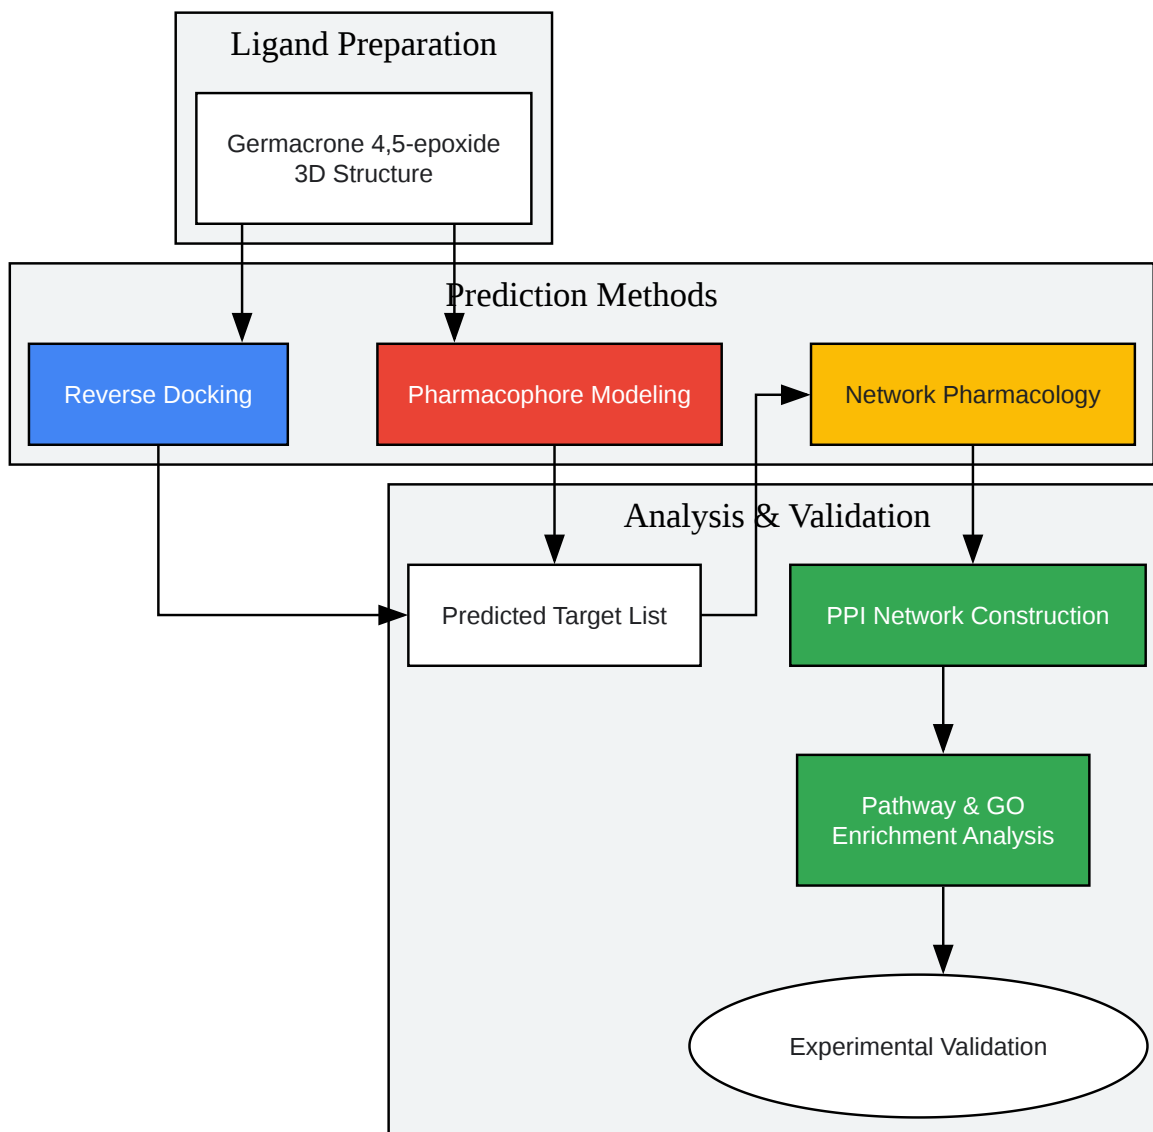 Ligand Preparation
Germacrone 4,5-epoxide
3D Structure
Prediction Methods
Reverse Docking
Pharmacophore Modeling
Network Pharmacology
Analysis & Validation
Predicted Target List
PPI Network Construction
Pathway & GO
Enrichment Analysis
Experimental Validation